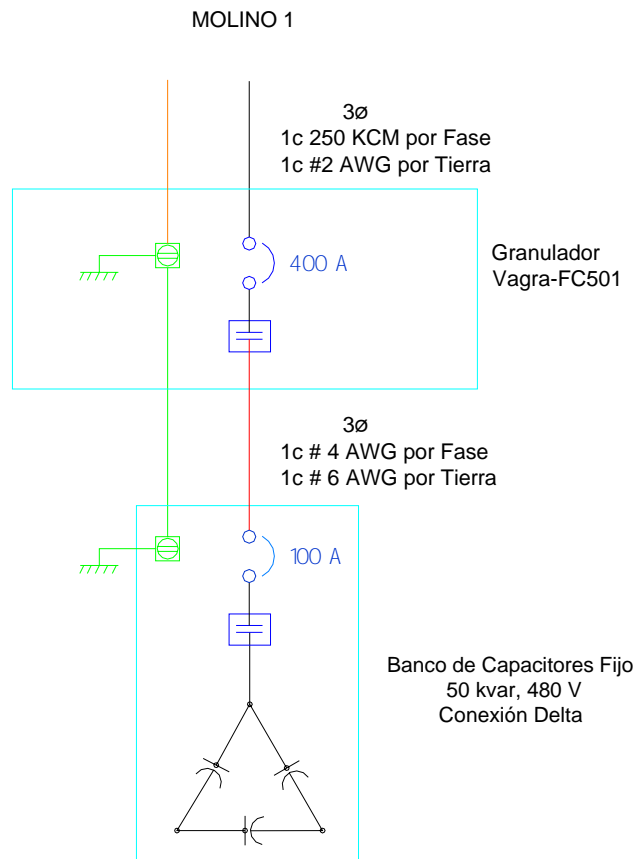 MOLINO 1
3ø
1c 250 KCM por Fase
1c #2 AWG por Tierra
400 A
Granulador
Vagra-FC501
3ø
1c # 4 AWG por Fase
1c # 6 AWG por Tierra
100 A
Banco de Capacitores Fijo
50 kvar, 480 V
Conexión Delta